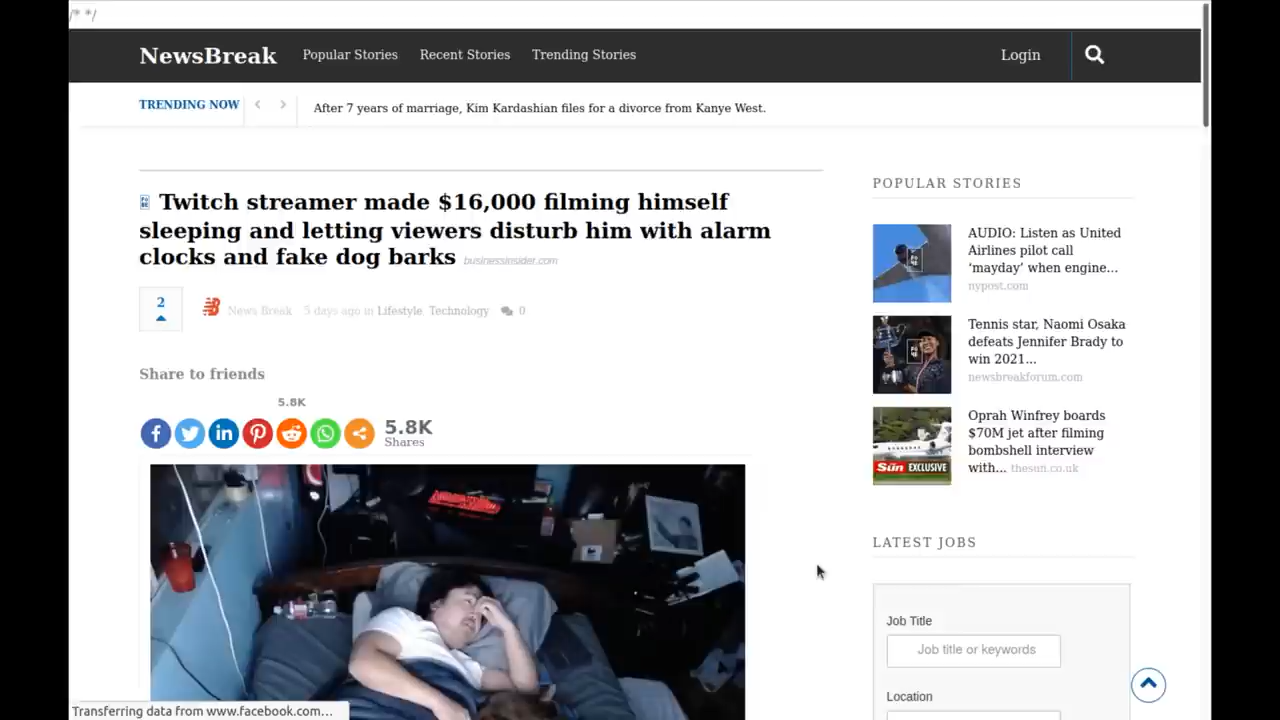 /* */
NewsBreak Popular Stories Recent Stories Trending Stories Login
TRENDING NOW After 7 years of marriage, Kim Kardashian files for a divorce from Kanye West.
Twitch streamer made $16,000 filming himself
sleeping and letting viewers disturb him with alarm
clocks and fake dog barks businessinsider.com
2
News Break 5 days ago in Lifestyle, Technology 0
Share to friends
5.8K
5.8K
Shares
POPULAR STORIES
AUDIO: Listen as United
Airlines pilot call
‘mayday’ when engine...
nypost.com
Tennis star, Naomi Osaka
defeats Jennifer Brady to
win 2021...
newsbreakforum.com
Oprah Winfrey boards
$70M jet after filming
bombshell interview
with... thesun.co.uk
Sun EXCLUSIVE
LATEST JOBS
Job Title
Job title or keywords
Location
Transferring data from www.facebook.com...